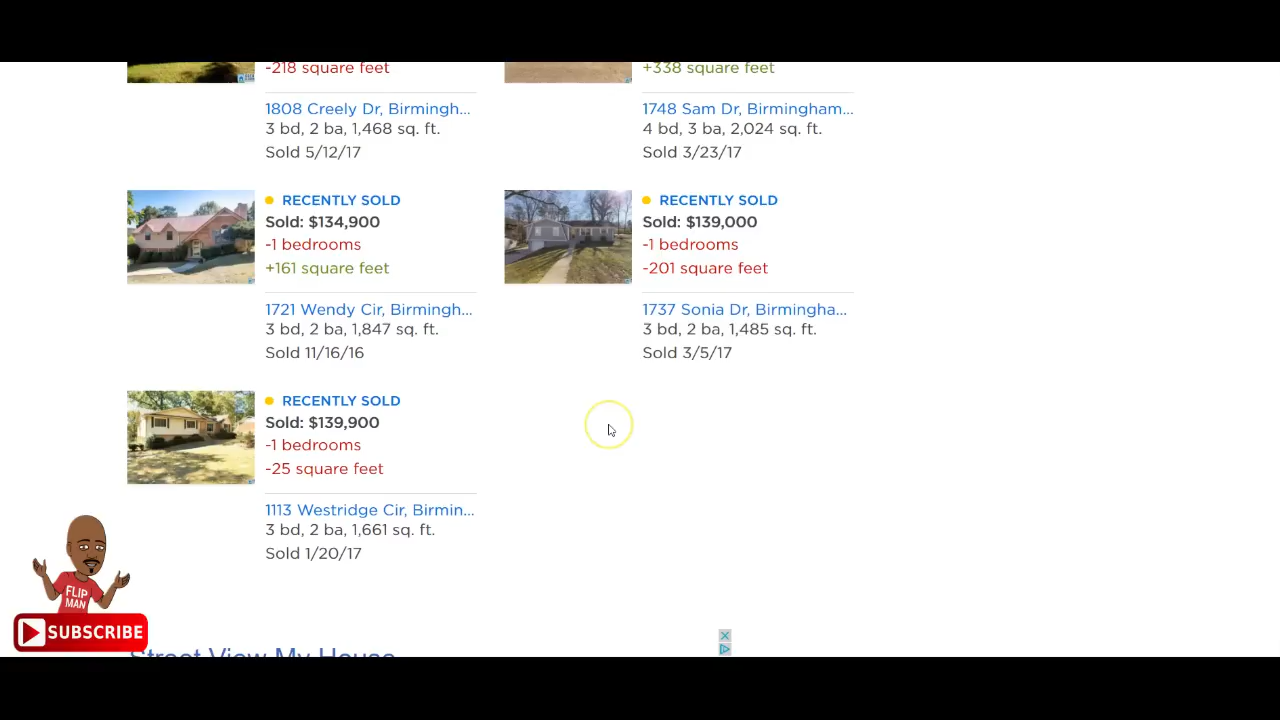 -218 square feet
1808 Creely Dr, Birmingh...
3 bd, 2 ba, 1,468 sq. ft.
Sold 5/12/17
+338 square feet
1748 Sam Dr, Birmingham...
4 bd, 3 ba, 2,024 sq. ft.
Sold 3/23/17
RECENTLY SOLD
Sold: $134,900
-1 bedrooms
+161 square feet
1721 Wendy Cir, Birmingh...
3 bd, 2 ba, 1,847 sq. ft.
Sold 11/16/16
RECENTLY SOLD
Sold: $139,000
-1 bedrooms
-201 square feet
1737 Sonia Dr, Birmingha...
3 bd, 2 ba, 1,485 sq. ft.
Sold 3/5/17
RECENTLY SOLD
Sold: $139,900
-1 bedrooms
-25 square feet
1113 Westridge Cir, Birmin...
3 bd, 2 ba, 1,661 sq. ft.
Sold 1/20/17
FLIP
MAN
SUBSCRIBE
Street View My House